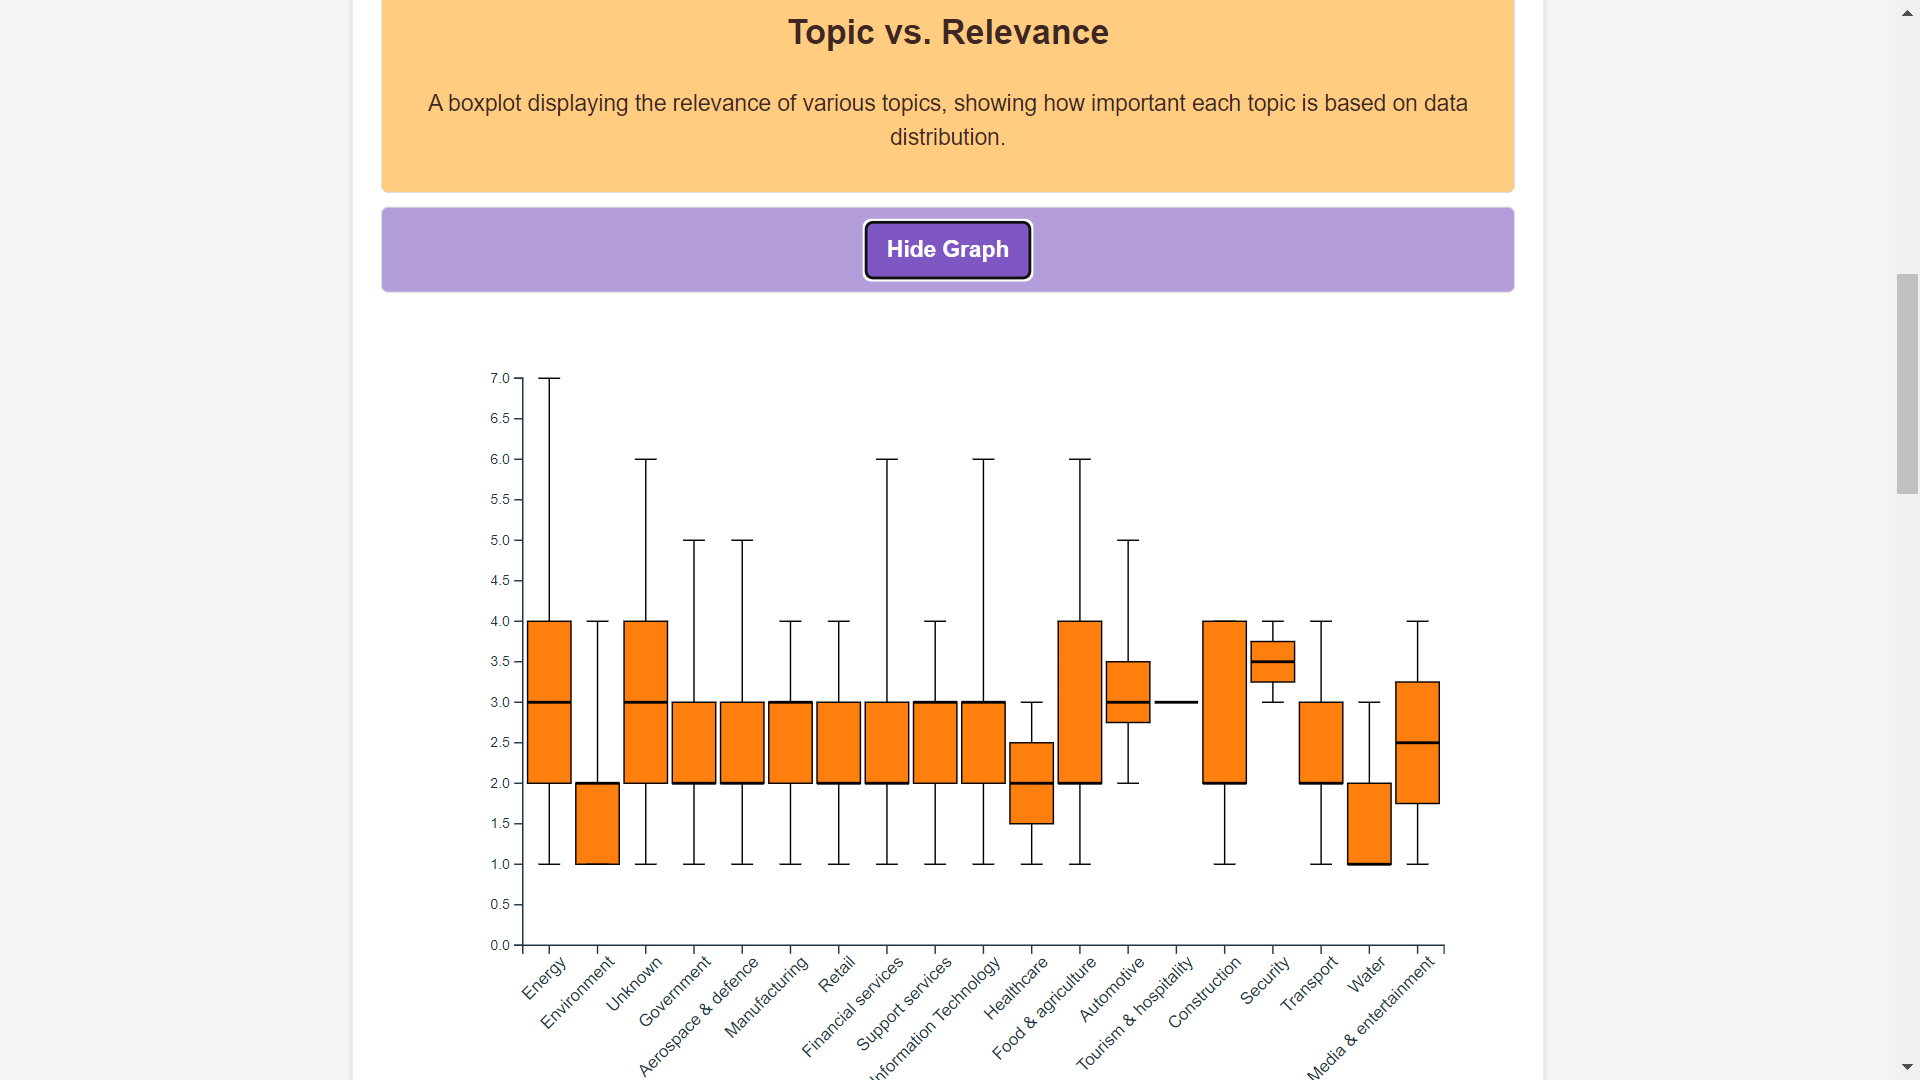 Topic vs. Relevance
A boxplot displaying the relevance of various topics, showing how important each topic is based on data
distribution.
Hide Graph
7.0
6.5
6.0
5.5
5.0
4.5
4.0
3.5
3.0
2.5
2.0
1.5
1.0
0.5
0.0
Energy
Environment
Unknown
Government
Aerospace & defence
Manufacturing
Retail
Financial services
Support services
Information Technology
Healthcare
Food & agriculture
Automotive
Tourism & hospitality
Construction
Security
Transport
Water
Media & entertainment